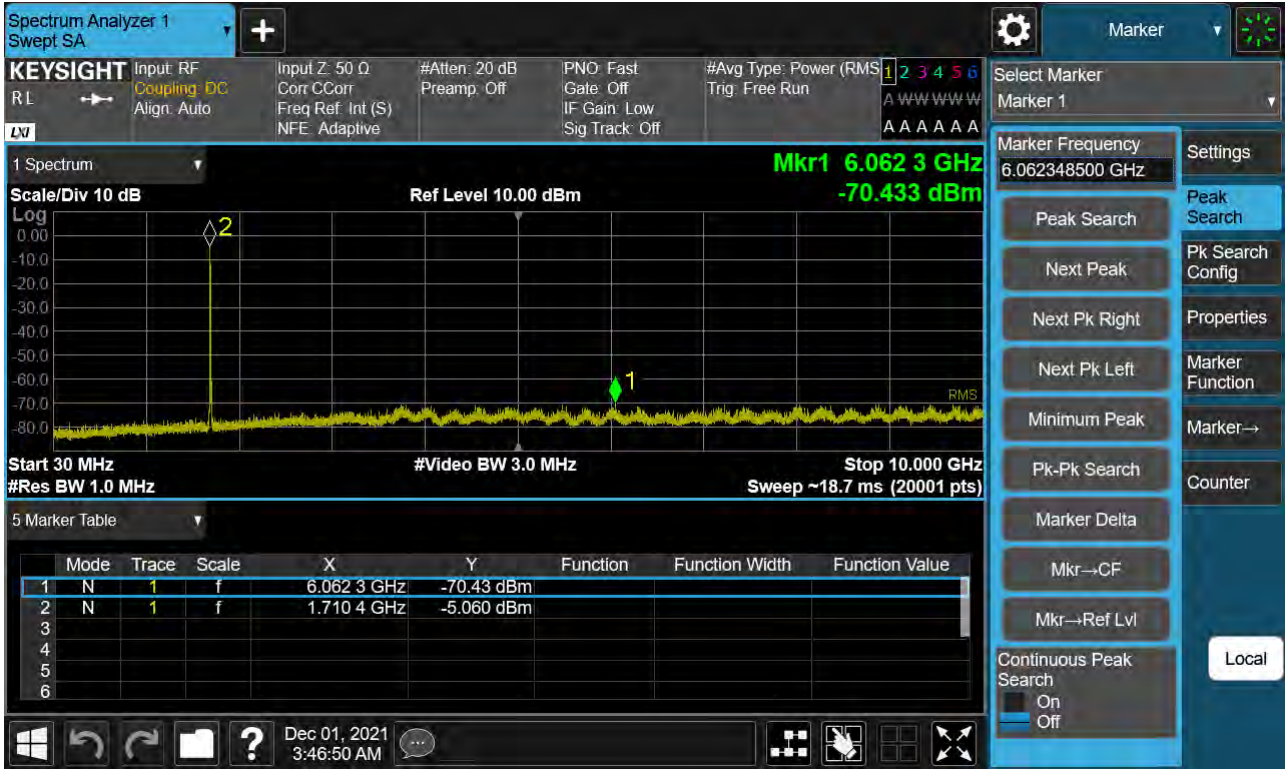 Spectrum Analyzer 1
Swept SA
+
Marker
KEYSIGHT
RL
LXI
Input: RF
Coupling: DC
Align: Auto
Input Z: 50 Ω
Corr CCorr
Freq Ref: Int (S)
NFE: Adaptive
#Atten: 20 dB
Preamp: Off
PNO: Fast
Gate: Off
IF Gain: Low
Sig Track: Off
#Avg Type: Power (RMS
Trig: Free Run
1 2 3 4 5 6
A W W W W W
A A A A A A
Select Marker
Marker 1
1 Spectrum
Mkr1 6.062 3 GHz
Scale/Div 10 dB
Ref Level 10.00 dBm
-70.433 dBm
Log
0.00
-10.0
-20.0
-30.0
-40.0
-50.0
-60.0
-70.0
-80.0
2
1
RMS
Start 30 MHz
#Video BW 3.0 MHz
Stop 10.000 GHz
#Res BW 1.0 MHz
Sweep ~18.7 ms (20001 pts)
5 Marker Table
Mode Trace Scale X Y Function Function Width Function Value
1 N 1 f 6.062 3 GHz -70.43 dBm
2 N 1 f 1.710 4 GHz -5.060 dBm
3
4
5
6
Marker Frequency
6.062348500 GHz
Peak Search
Next Peak
Next Pk Right
Next Pk Left
Minimum Peak
Pk-Pk Search
Marker Delta
Mkr→CF
Mkr→Ref Lvl
Continuous Peak
Search
On
Off
Settings
Peak
Search
Pk Search
Config
Properties
Marker
Function
Marker→
Counter
Local
?
Dec 01, 2021
3:46:50 AM